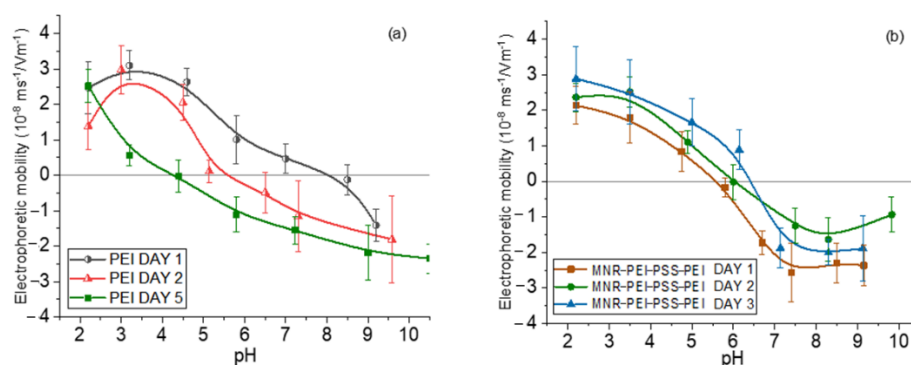 (a)
Electrophoretic mobility (10⁻⁸ ms⁻¹/Vm⁻¹)
4
3
2
1
0
−1
−2
−3
−4
PEI DAY 1
PEI DAY 2
PEI DAY 5
2 3 4 5 6 7 8 9 10
pH
(b)
Electrophoretic mobility (10⁻⁸ ms⁻¹/Vm⁻¹)
4
3
2
1
0
−1
−2
−3
−4
MNR–PEI–PSS–PEI DAY 1
MNR–PEI–PSS–PEI DAY 2
MNR–PEI–PSS–PEI DAY 3
2 3 4 5 6 7 8 9 10
pH